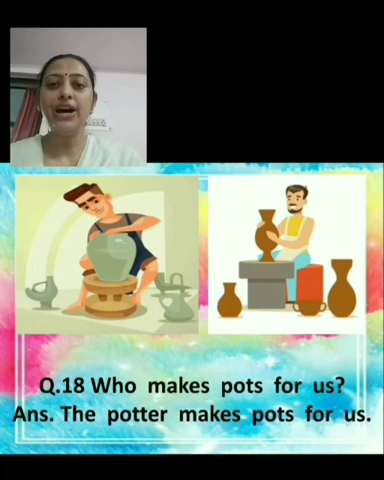 Q.18 Who makes pots for us?
Ans. The potter makes pots for us.